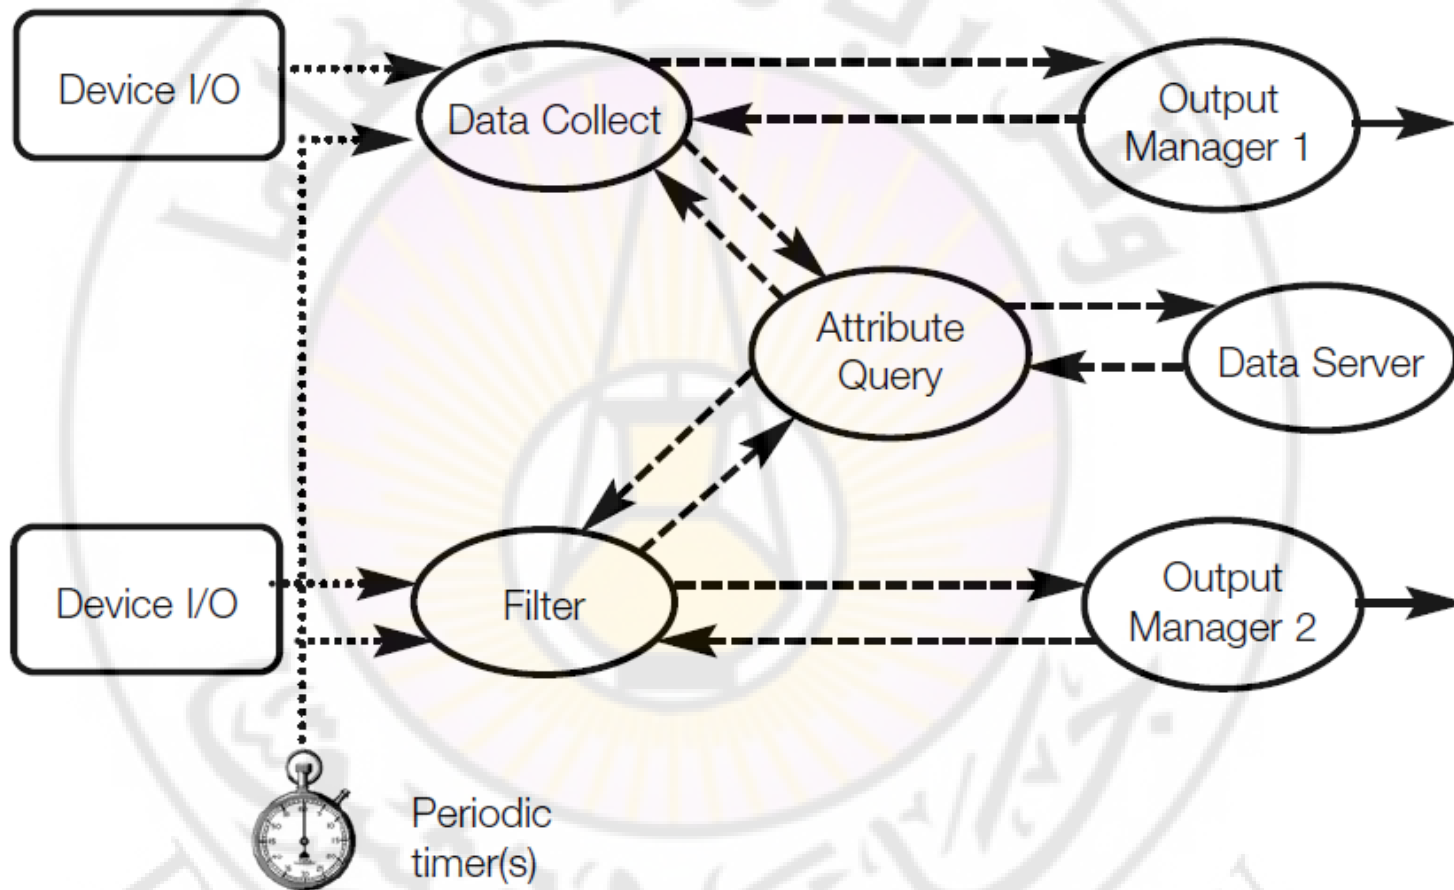 Device I/O
Data Collect
Output
Manager 1
Attribute
Query
Data Server
Device I/O
Filter
Output
Manager 2
Periodic
timer(s)